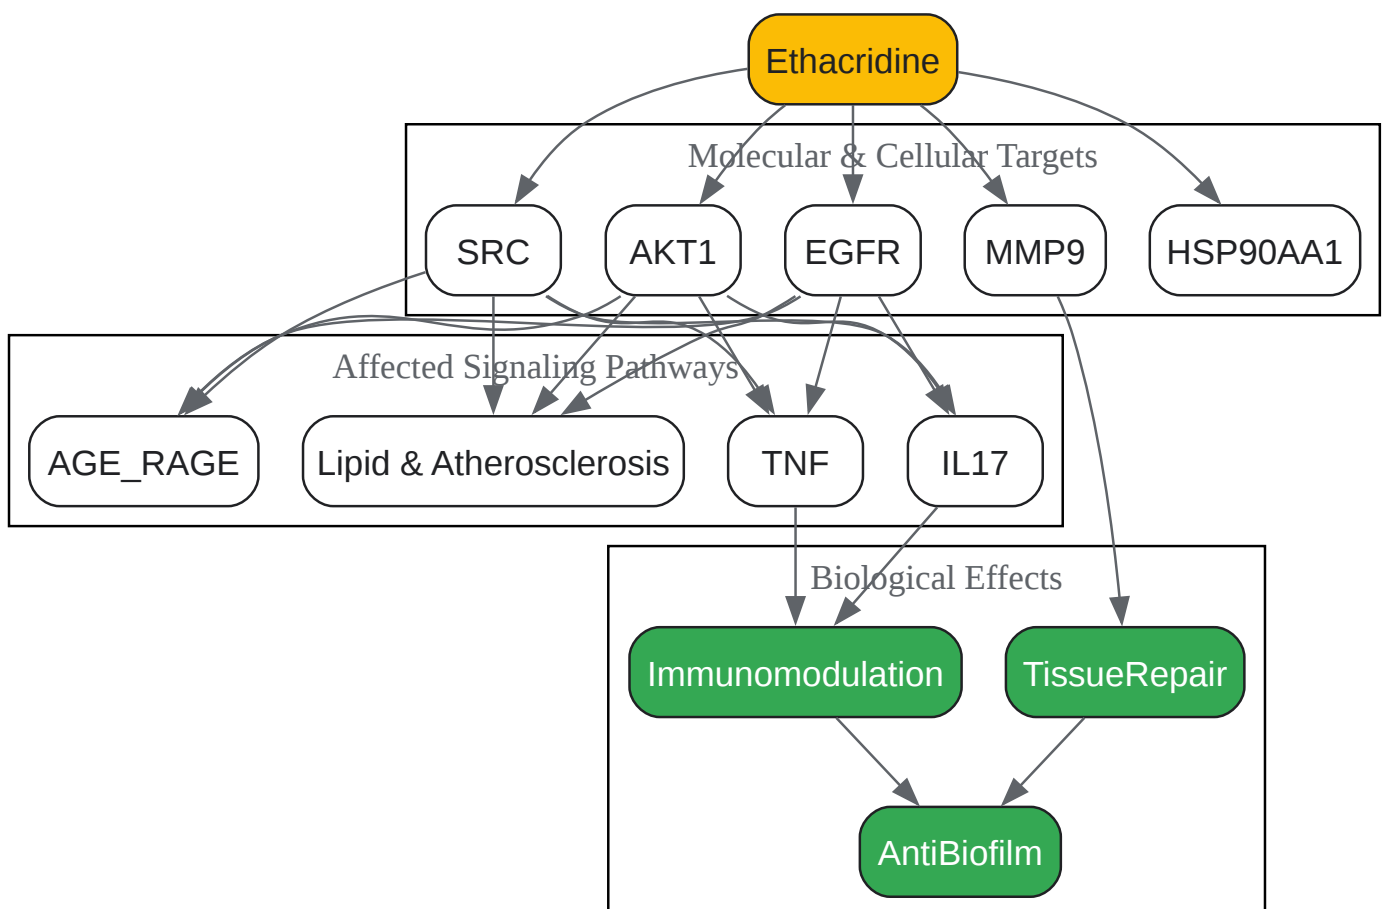 Ethacridine
Molecular & Cellular Targets
SRC
AKT1
EGFR
MMP9
HSP90AA1
Affected Signaling Pathways
AGE_RAGE
Lipid & Atherosclerosis
TNF
IL17
Biological Effects
Immunomodulation
TissueRepair
AntiBiofilm